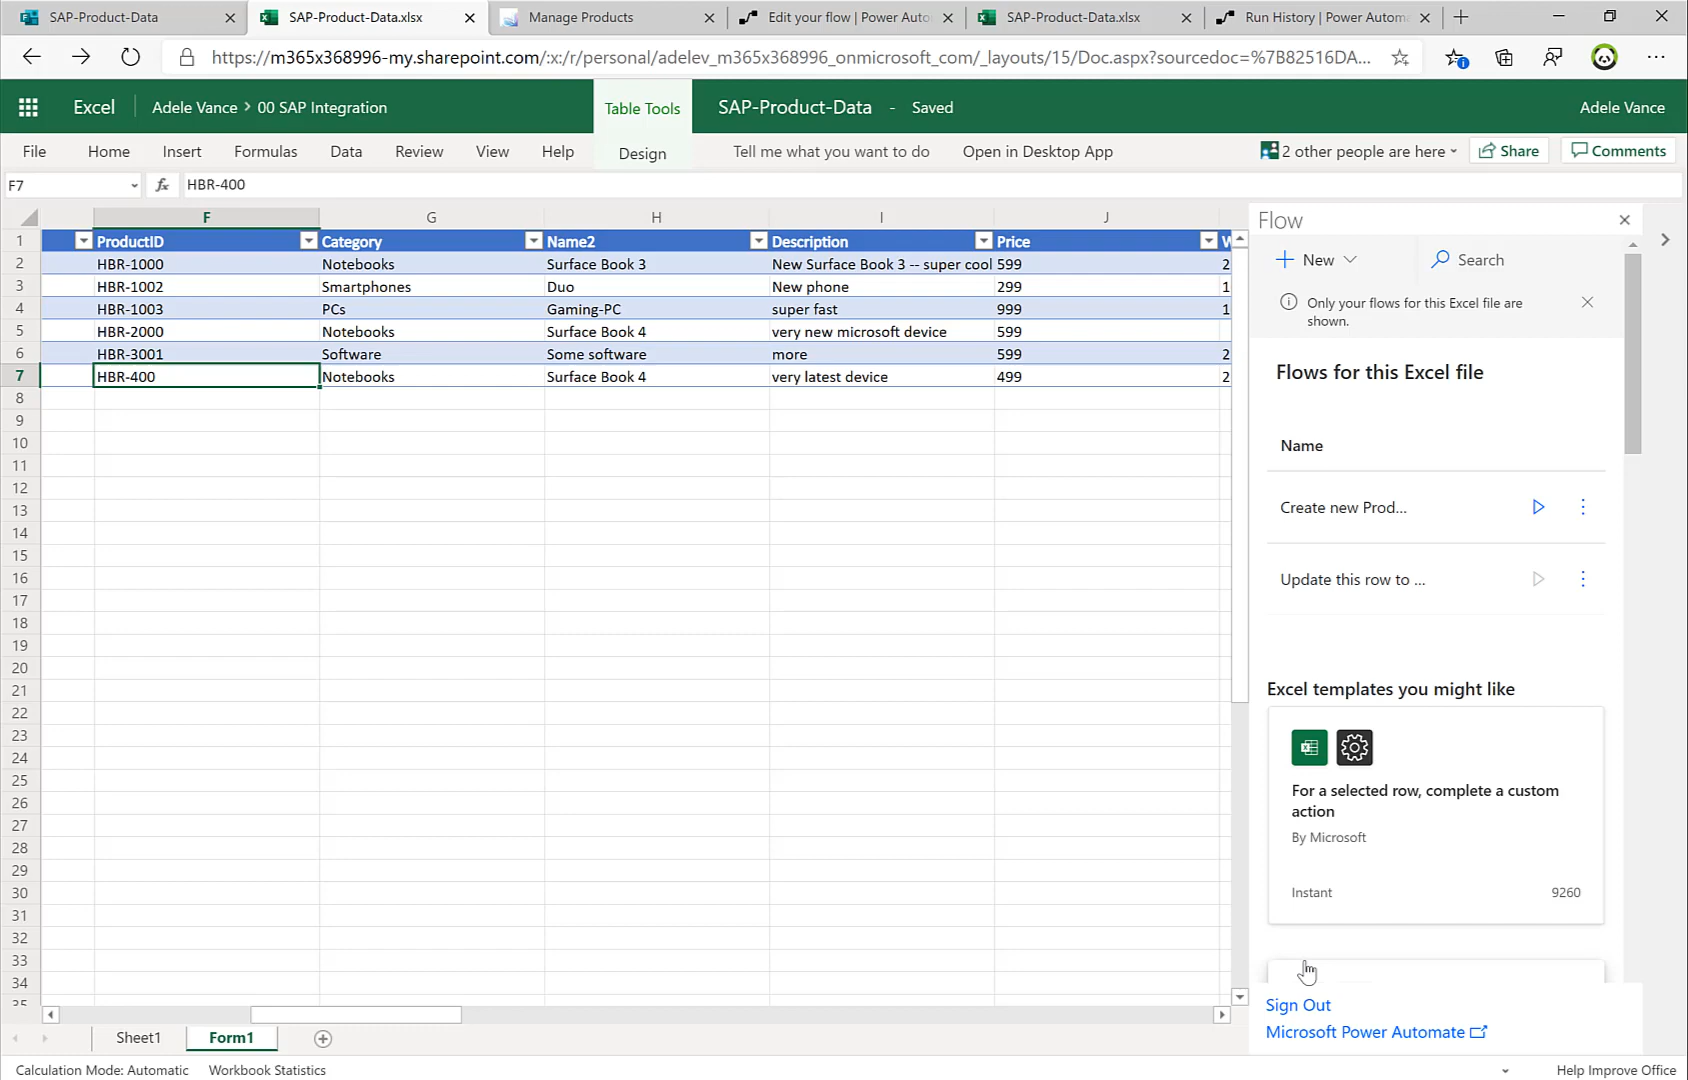 SAP-Product-Data
SAP-Product-Data.xlsx
Manage Products
Edit your flow | Power Auto
SAP-Product-Data.xlsx
Run History | Power Automa
https://m365x368996-my.sharepoint.com/:x:/r/personal/adelev_m365x368996_onmicrosoft_com/_layouts/15/Doc.aspx?sourcedoc=%7B82516DA...
Excel
Adele Vance > 00 SAP Integration
Table Tools
SAP-Product-Data - Saved
Adele Vance
File
Home
Insert
Formulas
Data
Review
View
Help
Design
Tell me what you want to do
Open in Desktop App
2 other people are here
Share
Comments
F7
fx
HBR-400
F
G
H
I
J
1 ProductID Category Name2 Description Price W
2 HBR-1000 Notebooks Surface Book 3 New Surface Book 3 -- super cool 599 2
3 HBR-1002 Smartphones Duo New phone 299 1
4 HBR-1003 PCs Gaming-PC super fast 999 1
5 HBR-2000 Notebooks Surface Book 4 very new microsoft device 599
6 HBR-3001 Software Some software more 599 2
7 HBR-400 Notebooks Surface Book 4 very latest device 499 2
8
9
10
11
12
13
14
15
16
17
18
19
20
21
22
23
24
25
26
27
28
29
30
31
32
33
34
35
Flow
New
Search
Only your flows for this Excel file are
shown.
Flows for this Excel file
Name
Create new Prod...
Update this row to ...
Excel templates you might like
For a selected row, complete a custom
action
By Microsoft
Instant 9260
Sign Out
Microsoft Power Automate
Sheet1
Form1
Calculation Mode: Automatic
Workbook Statistics
Help Improve Office